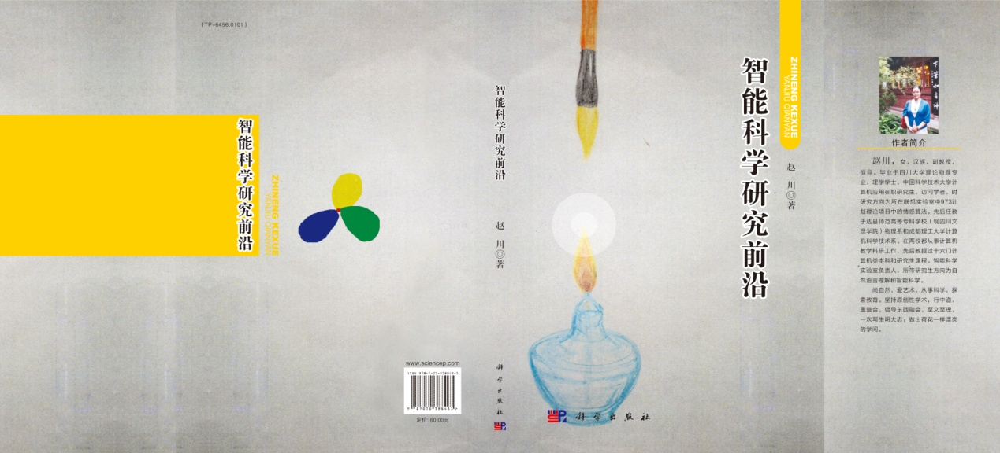 （TP-6456.0101）
智能科学研究前沿
ZHINENG KEXUE
YANJIU QIANYAN
www.sciencep.com
定价: 60.00元
智能科学研究前沿
赵 川◎著
科学出版社
智能科学研究前沿
ZHINENG KEXUE
YANJIU QIANYAN
赵 川◎著
科学出版社
作者简介
赵川，女，汉族，副教授，
硕导。毕业于四川大学理论物理专
业，理学学士；中国科学技术大学计
算机应用在职研究生，访问学者，时
研究方向为所在联想实验室中973计
划理论项目中的情感算法。先后任教
于达县师范高等专科学校（现四川文
理学院）物理系和成都理工大学计算
机科学技术系。在两校都从事计算机
教学科研工作，先后教授过十六门计
算机类本科和研究生课程。智能科学
实验室负责人，所带研究生方向为自
然语言理解和智能科学。
尚自然，爱艺术，从事科学，探
索教育。坚持原创性学术，行中道，
重整合，倡导东西融会，至文至理。
一次写生明大志：做出荷花一样漂亮
的学问。